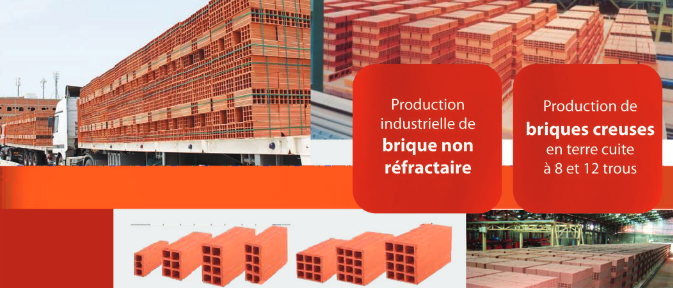 Production
industrielle de
brique non
réfractaire
Production de
briques creuses
en terre cuite
à 8 et 12 trous